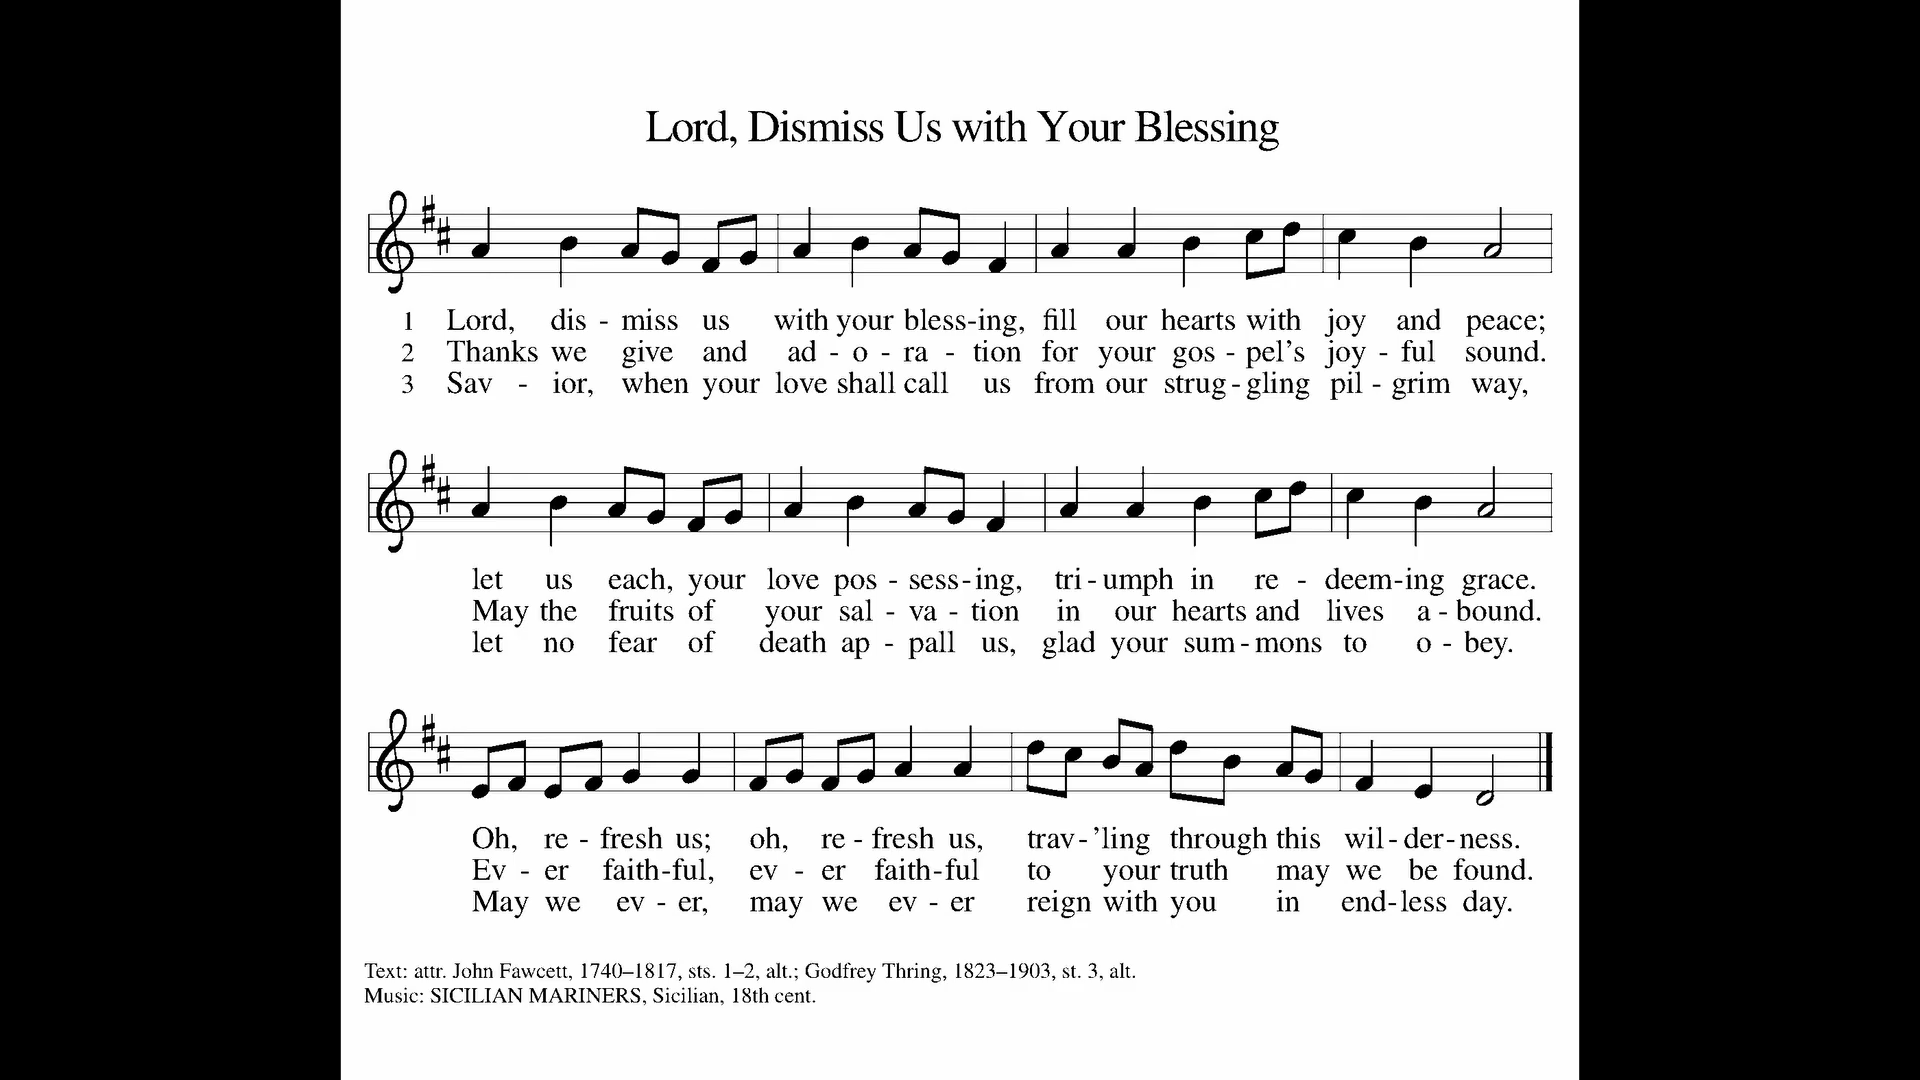 Lord, Dismiss Us with Your Blessing
1 Lord, dis - miss us with your bless-ing, fill our hearts with joy and peace;
2 Thanks we give and ad - o - ra - tion for your gos - pel's joy - ful sound.
3 Sav - ior, when your love shall call us from our strug-gling pil - grim way,
let us each, your love pos - sess-ing, tri-umph in re - deem-ing grace.
May the fruits of your sal - va - tion in our hearts and lives a - bound.
let no fear of death ap - pall us, glad your sum-mons to o - bey.
Oh, re - fresh us; oh, re - fresh us, trav-'ling through this wil-der-ness.
Ev - er faith-ful, ev - er faith-ful to your truth may we be found.
May we ev - er, may we ev - er reign with you in end-less day.
Text: attr. John Fawcett, 1740–1817, sts. 1–2, alt.; Godfrey Thring, 1823–1903, st. 3, alt.
Music: SICILIAN MARINERS, Sicilian, 18th cent.